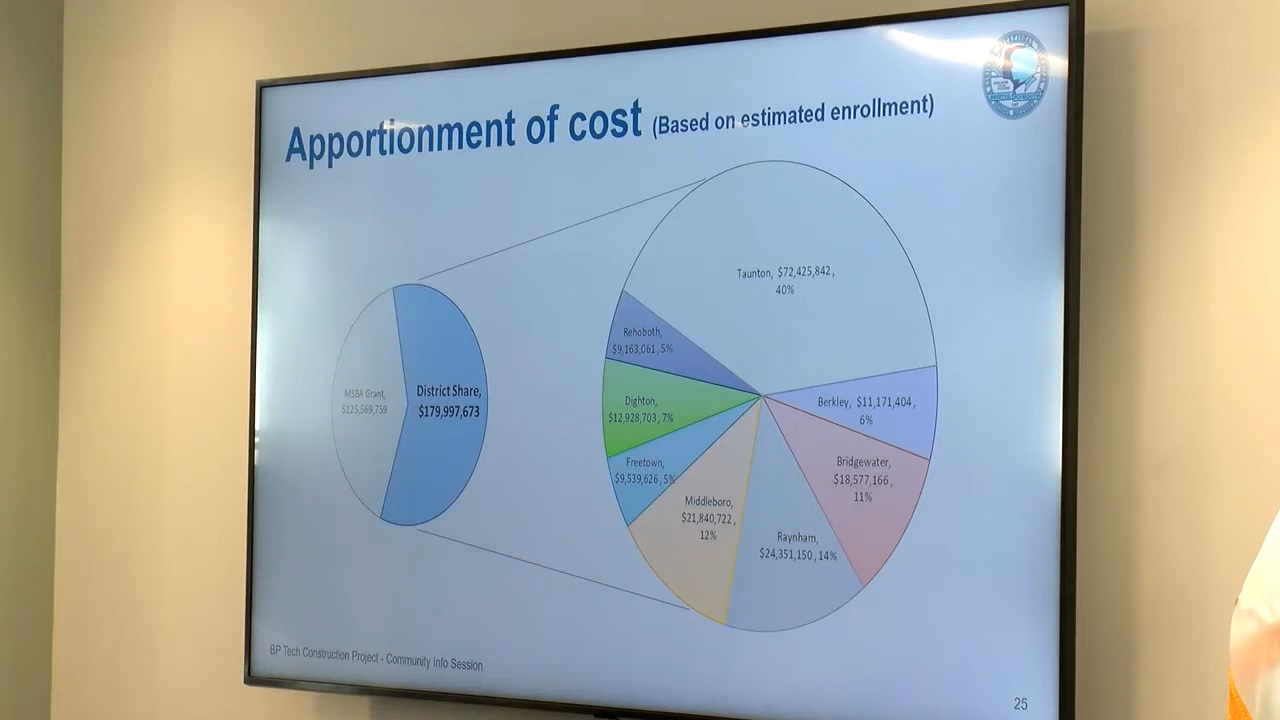 Apportionment of cost (Based on estimated enrollment)
Taunton, $72,425,842,
40%
Rehoboth,
$9,163,061, 5%
MSBA Grant,
$125,569,759
District Share,
$179,997,673
Dighton,
$12,928,703, 7%
Berkley, $11,171,404,
6%
Freetown,
$9,539,626, 5%
Bridgewater,
$18,577,166,
11%
Middleboro,
$21,840,722,
12%
Raynham,
$24,351,150, 14%
BP Tech Construction Project - Community Info Session
25